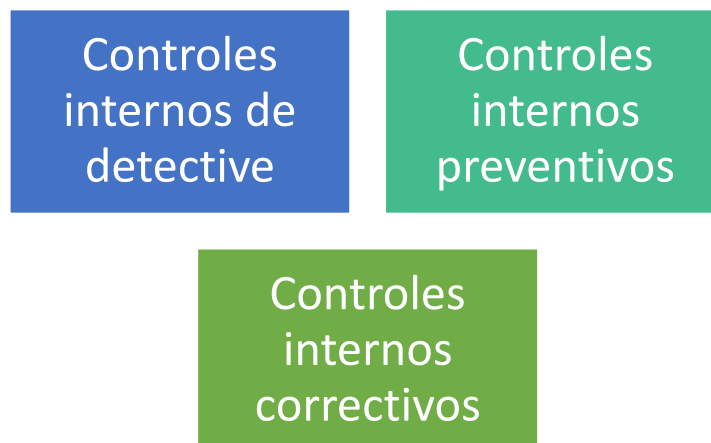 Controles
internos de
detective
Controles
internos
preventivos
Controles
internos
correctivos